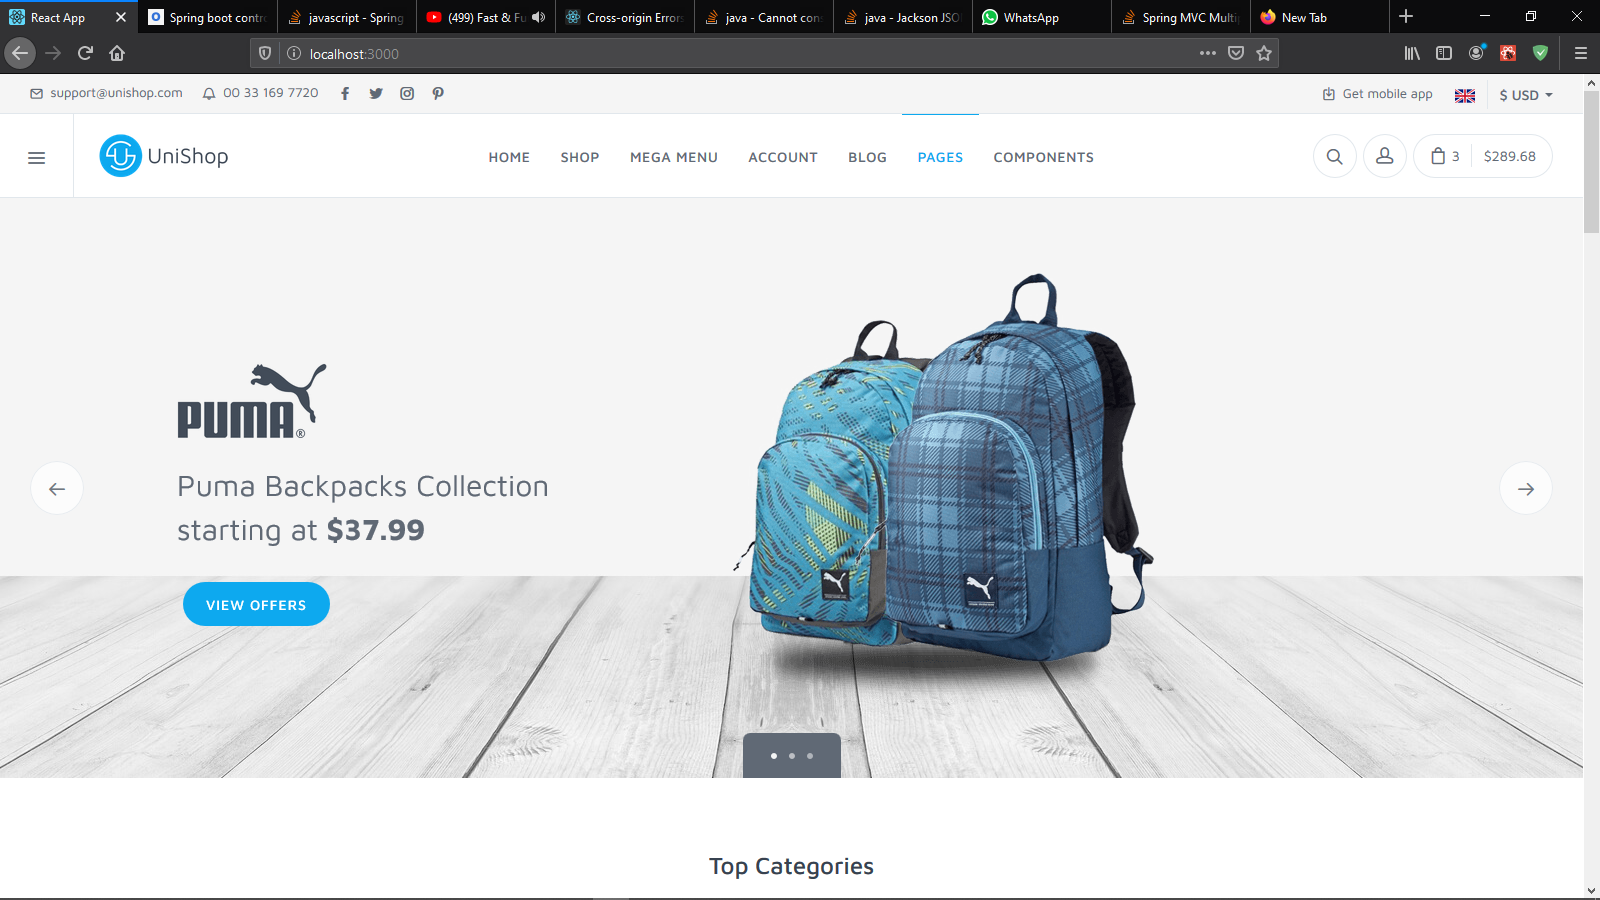 React App
Spring boot contr
javascript - Spring
(499) Fast & Fu
Cross-origin Errors
java - Cannot con
java - Jackson JSO
WhatsApp
Spring MVC Multip
New Tab
localhost:3000
support@unishop.com
00 33 169 7720
Get mobile app
$ USD
UniShop
HOME
SHOP
MEGA MENU
ACCOUNT
BLOG
PAGES
COMPONENTS
3
$289.68
PUMA®
Puma Backpacks Collection
starting at $37.99
VIEW OFFERS
Top Categories